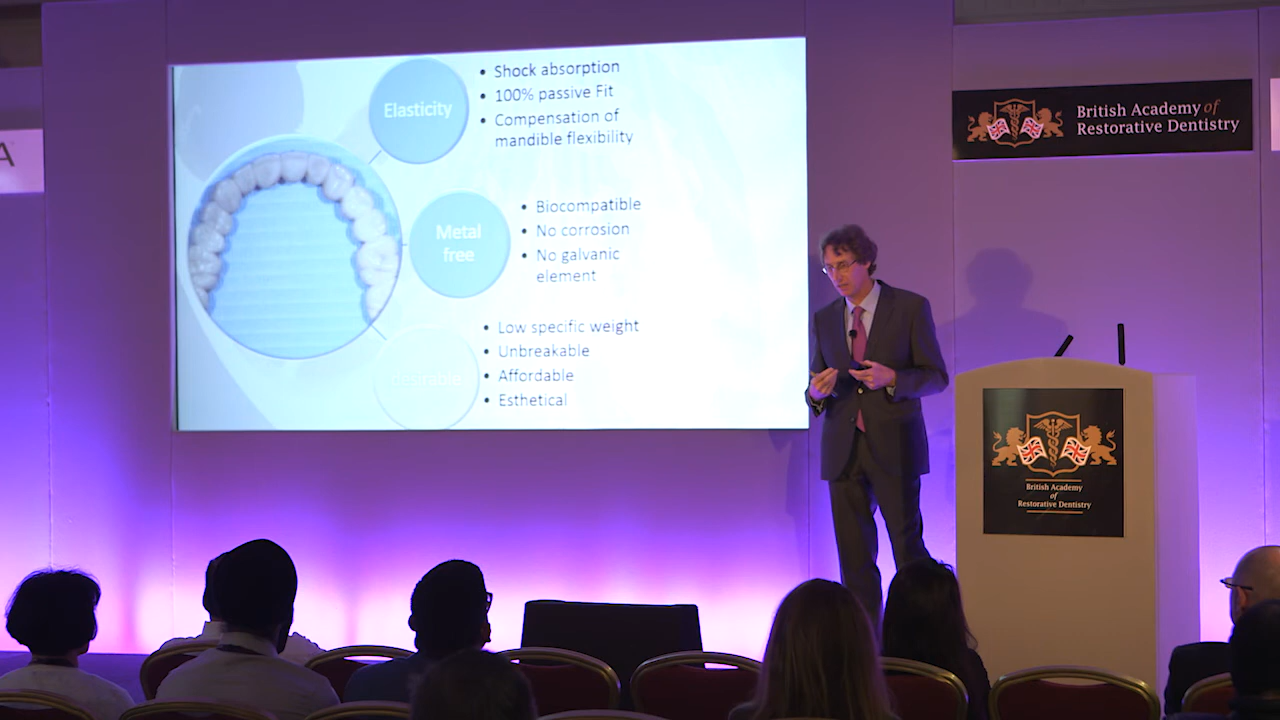 Elasticity
• Shock absorption
• 100% passive Fit
• Compensation of
mandible flexibility
Metal
free
• Biocompatible
• No corrosion
• No galvanic
element
• Low specific weight
• Unbreakable
• Affordable
• Esthetical
A
British Academy of
Restorative Dentistry
British Academy
of
Restorative Dentistry